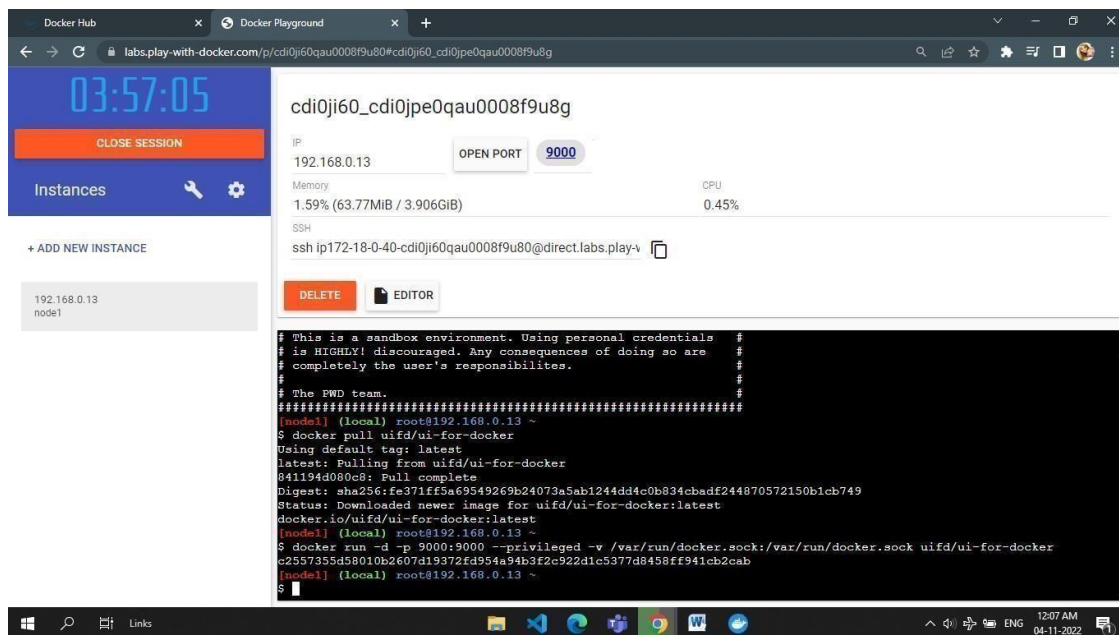 Docker Hub
Docker Playground
labs.play-with-docker.com/p/cdi0ji60qau0008f9u80#cdi0ji60_cdi0jpe0qau0008f9u8g
03:57:05
CLOSE SESSION
Instances
+ ADD NEW INSTANCE
192.168.0.13
node1
cdi0ji60_cdi0jpe0qau0008f9u8g
IP
192.168.0.13
OPEN PORT
9000
Memory
1.59% (63.77MiB / 3.906GiB)
CPU
0.45%
SSH
ssh ip172-18-0-40-cdi0ji60qau0008f9u80@direct.labs.play-v
DELETE
EDITOR
# This is a sandbox environment. Using personal credentials #
# is HIGHLY! discouraged. Any consequences of doing so are #
# completely the user's responsibilites. #
# #
# The PWD team. #
###############################################################
[node1] (local) root@192.168.0.13 ~
$ docker pull uifd/ui-for-docker
Using default tag: latest
latest: Pulling from uifd/ui-for-docker
841194d080c8: Pull complete
Digest: sha256:fe371ff5a69549269b24073a5ab1244dd4c0b834cbadf244870572150b1cb749
Status: Downloaded newer image for uifd/ui-for-docker:latest
docker.io/uifd/ui-for-docker:latest
[node1] (local) root@192.168.0.13 ~
$ docker run -d -p 9000:9000 --privileged -v /var/run/docker.sock:/var/run/docker.sock uifd/ui-for-docker
c2557355d58010b2607d19372fd954a94b3f2c922d1c5377d8458ff941cb2cab
[node1] (local) root@192.168.0.13 ~
$
Links
ENG
12:07 AM
04-11-2022